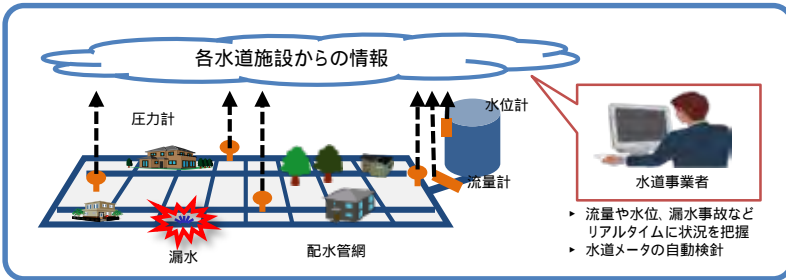 各水道施設からの情報
圧力計
水位計
流量計
水道事業者
漏水
配水管網
▸ 流量や水位、漏水事故など
リアルタイムに状況を把握
▸ 水道メータの自動検針